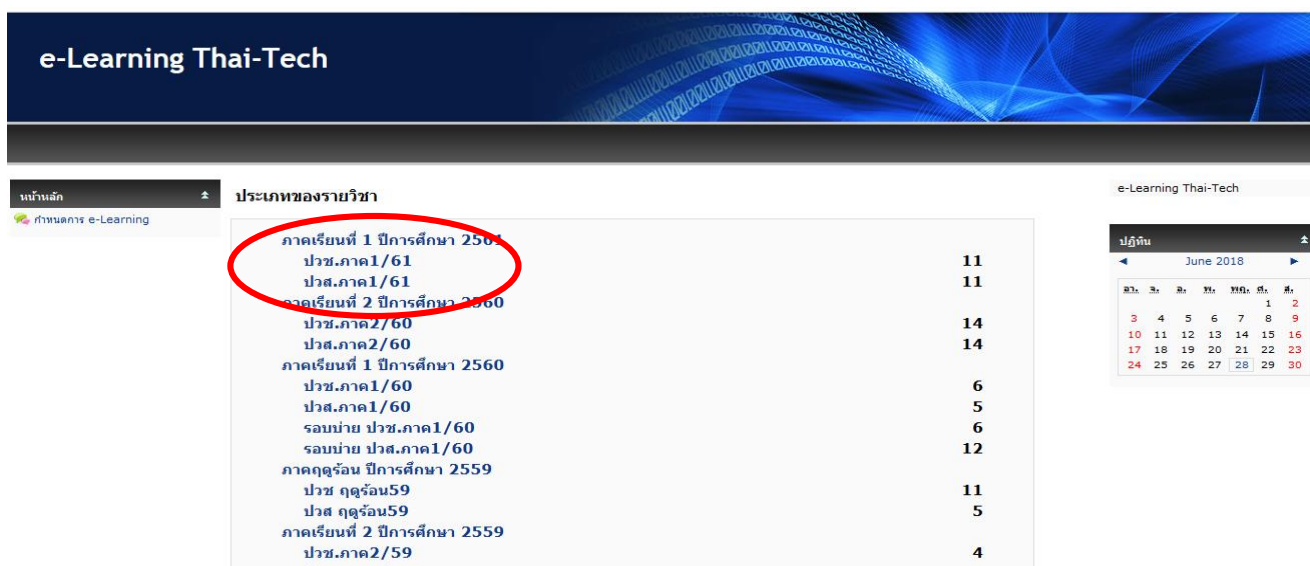 e-Learning Thai-Tech
หน้าหลัก
กำหนดการ e-Learning
ประเภทของรายวิชา
ภาคเรียนที่ 1 ปีการศึกษา 2561
ปวช.ภาค1/61 11
ปวส.ภาค1/61 11
ภาคเรียนที่ 2 ปีการศึกษา 2560
ปวช.ภาค2/60 14
ปวส.ภาค2/60 14
ภาคเรียนที่ 1 ปีการศึกษา 2560
ปวช.ภาค1/60 6
ปวส.ภาค1/60 5
รอบบ่าย ปวช.ภาค1/60 6
รอบบ่าย ปวส.ภาค1/60 12
ภาคฤดูร้อน ปีการศึกษา 2559
ปวช ฤดูร้อน59 11
ปวส ฤดูร้อน59 5
ภาคเรียนที่ 2 ปีการศึกษา 2559
ปวช.ภาค2/59 4
e-Learning Thai-Tech
ปฏิทิน
◄ June 2018 ►
อา. จ. อ. พ. พฤ. ศ. ส.
1 2
3 4 5 6 7 8 9
10 11 12 13 14 15 16
17 18 19 20 21 22 23
24 25 26 27 28 29 30